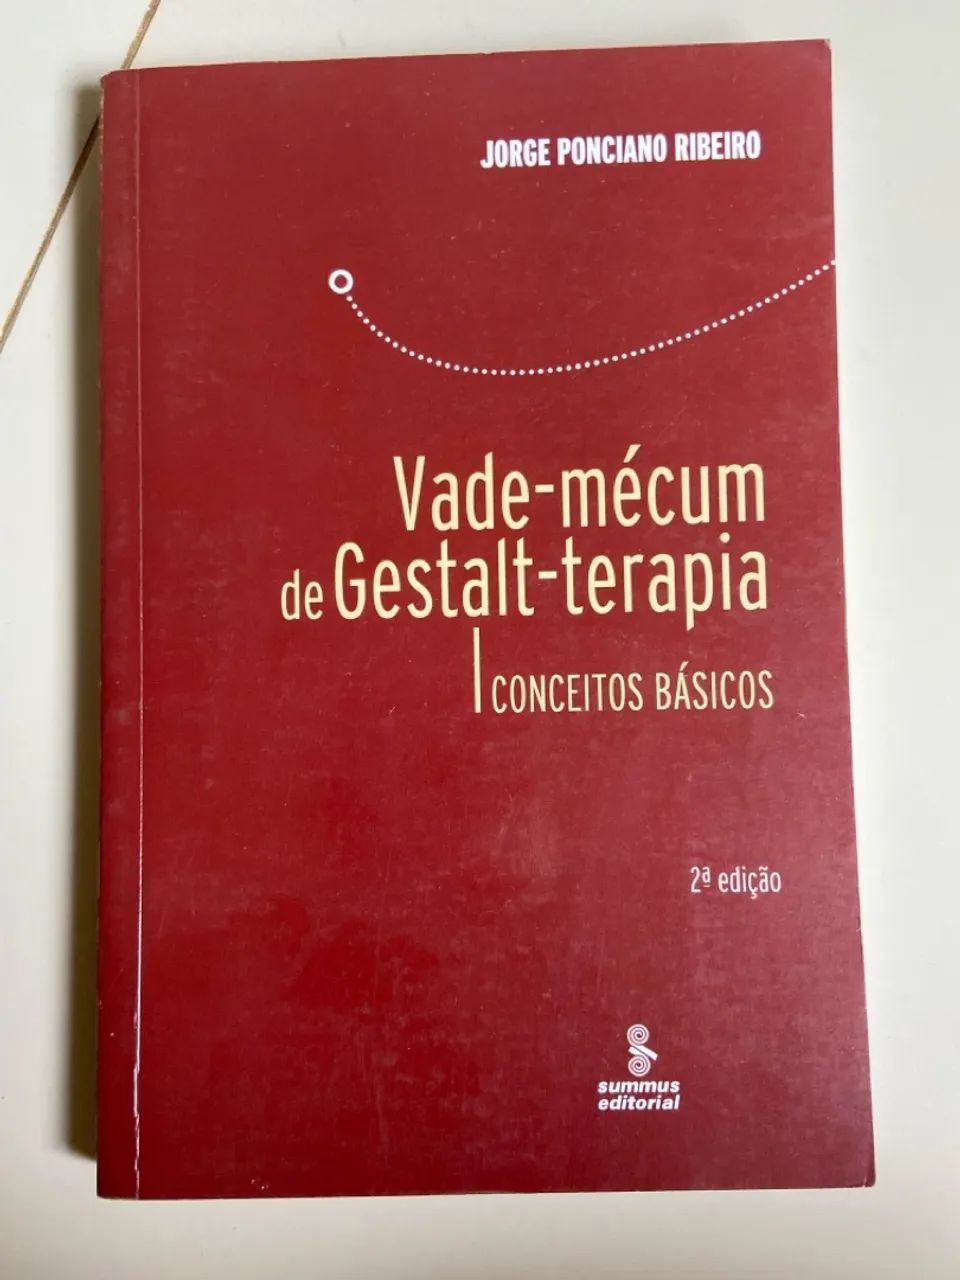 JORGE PONCIANO RIBEIRO
Vade-mécum
de Gestalt-terapia
CONCEITOS BÁSICOS
2ª edição
summus
editorial